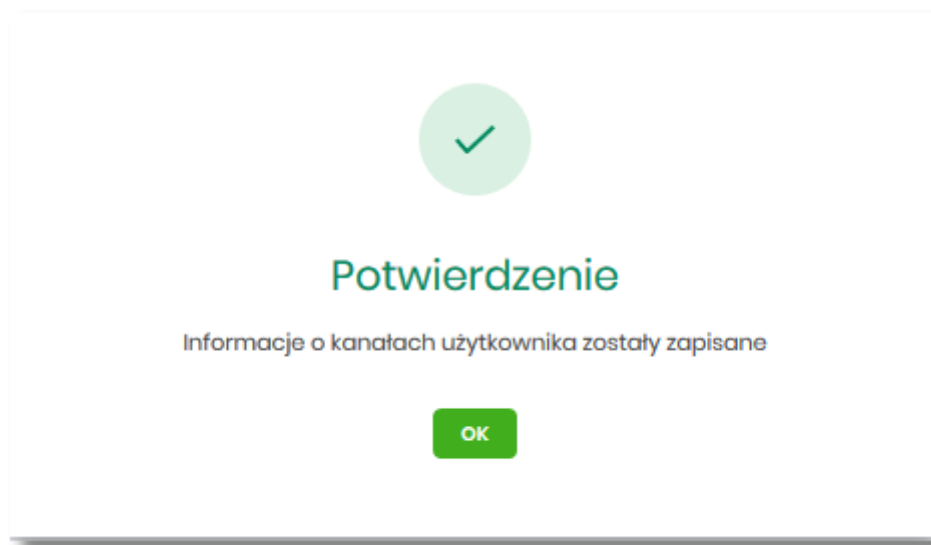 Potwierdzenie
Informacje o kanałach użytkownika zostały zapisane
OK